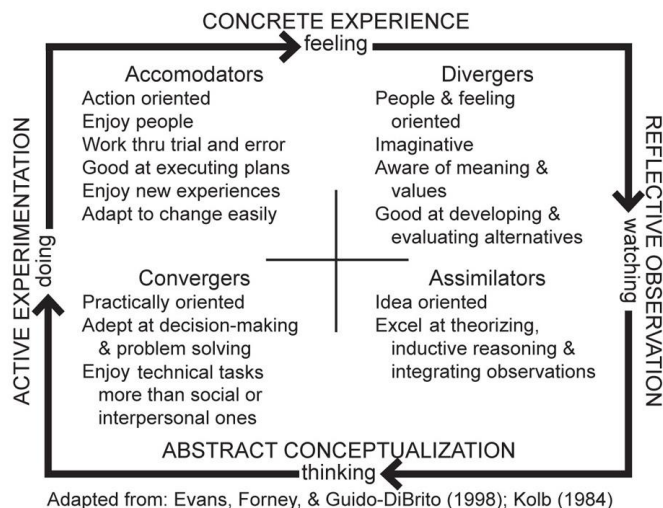 CONCRETE EXPERIENCE
feeling
Accomodators
Action oriented
Enjoy people
Work thru trial and error
Good at executing plans
Enjoy new experiences
Adapt to change easily
Divergers
People & feeling
oriented
Imaginative
Aware of meaning &
values
Good at developing &
evaluating alternatives
REFLECTIVE OBSERVATION
watching
ACTIVE EXPERIMENTATION
doing
Convergers
Practically oriented
Adept at decision-making
& problem solving
Enjoy technical tasks
more than social or
interpersonal ones
Assimilators
Idea oriented
Excel at theorizing,
inductive reasoning &
integrating observations
ABSTRACT CONCEPTUALIZATION
thinking
Adapted from: Evans, Forney, & Guido-DiBrito (1998); Kolb (1984)